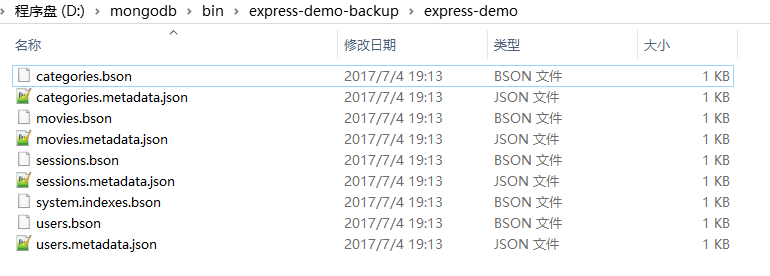 程序盘 (D:) › mongodb › bin › express-demo-backup › express-demo
名称 修改日期 类型 大小
categories.bson 2017/7/4 19:13 BSON 文件 1 KB
categories.metadata.json 2017/7/4 19:13 JSON 文件 1 KB
movies.bson 2017/7/4 19:13 BSON 文件 1 KB
movies.metadata.json 2017/7/4 19:13 JSON 文件 1 KB
sessions.bson 2017/7/4 19:13 BSON 文件 1 KB
sessions.metadata.json 2017/7/4 19:13 JSON 文件 1 KB
system.indexes.bson 2017/7/4 19:13 BSON 文件 1 KB
users.bson 2017/7/4 19:13 BSON 文件 1 KB
users.metadata.json 2017/7/4 19:13 JSON 文件 1 KB